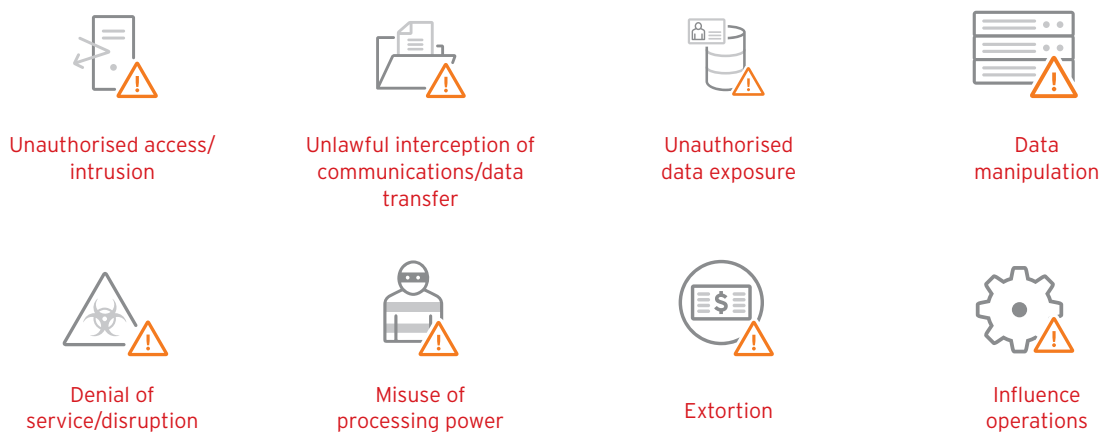 Unauthorised access/
intrusion
Unlawful interception of
communications/data
transfer
Unauthorised
data exposure
Data
manipulation
Denial of
service/disruption
Misuse of
processing power
$
Extortion
Influence
operations